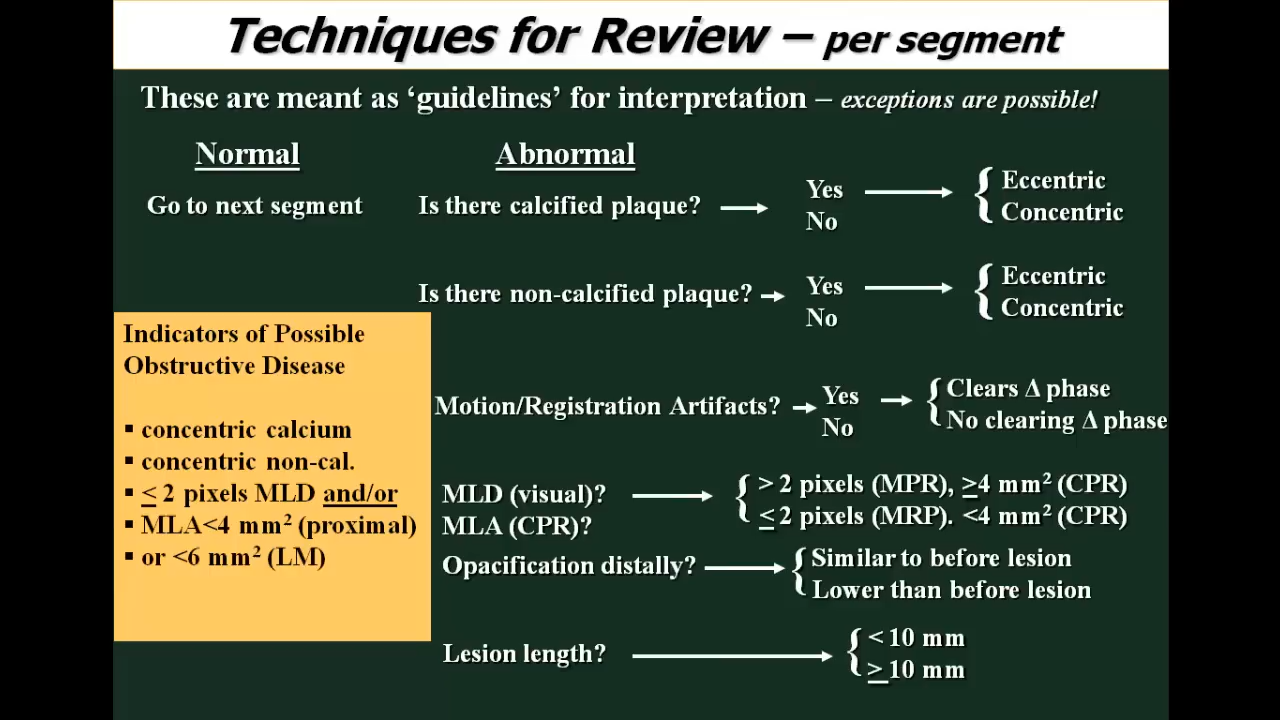 Techniques for Review – per segment
These are meant as ‘guidelines’ for interpretation – exceptions are possible!
Normal
Go to next segment
Abnormal
Is there calcified plaque?
Yes
No
Eccentric
Concentric
Is there non-calcified plaque?
Yes
No
Eccentric
Concentric
Motion/Registration Artifacts?
Yes
No
Clears Δ phase
No clearing Δ phase
MLD (visual)?
MLA (CPR)?
> 2 pixels (MPR), ≥4 mm² (CPR)
≤ 2 pixels (MRP). <4 mm² (CPR)
Opacification distally?
Similar to before lesion
Lower than before lesion
Lesion length?
< 10 mm
≥ 10 mm
Indicators of Possible
Obstructive Disease
▪ concentric calcium
▪ concentric non-cal.
▪ ≤ 2 pixels MLD and/or
▪ MLA<4 mm² (proximal)
▪ or <6 mm² (LM)